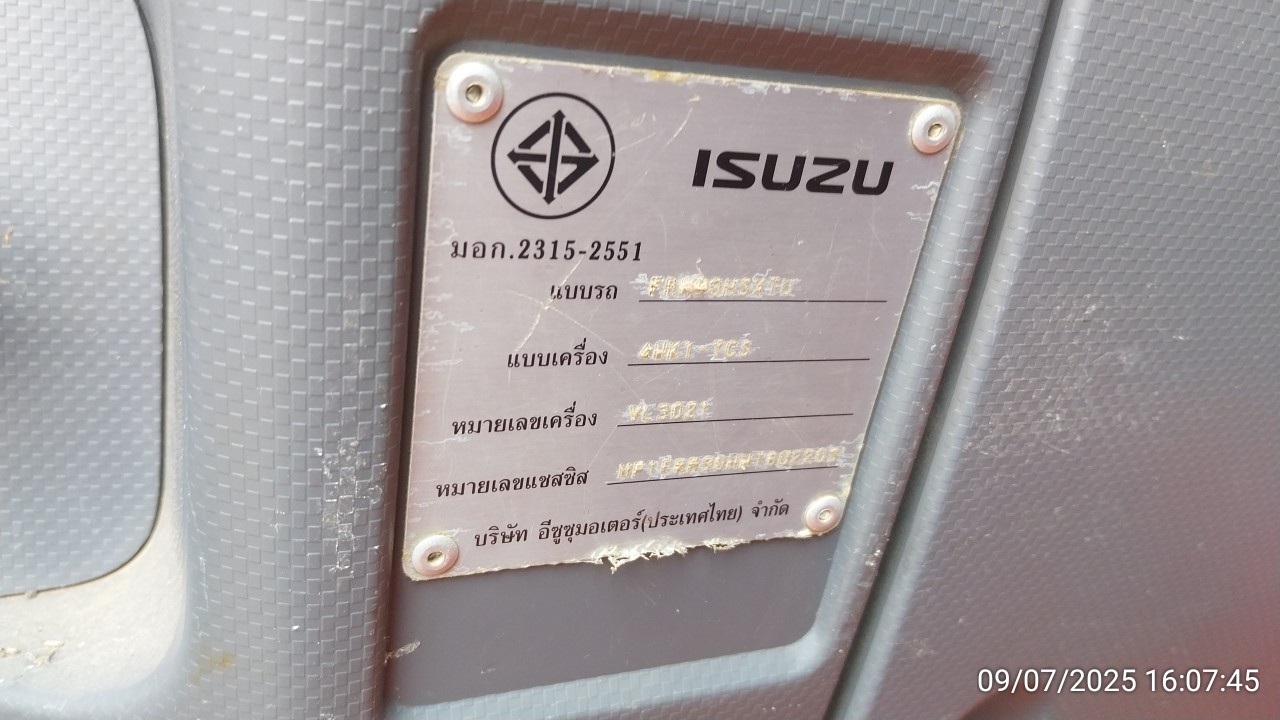 ISUZU
มอก.2315-2551
แบบรถ
แบบเครื่อง 4HK1-TCS
หมายเลขเครื่อง
หมายเลขแชสซิส
บริษัท อีซูซุมอเตอร์(ประเทศไทย) จำกัด
09/07/2025 16:07:45